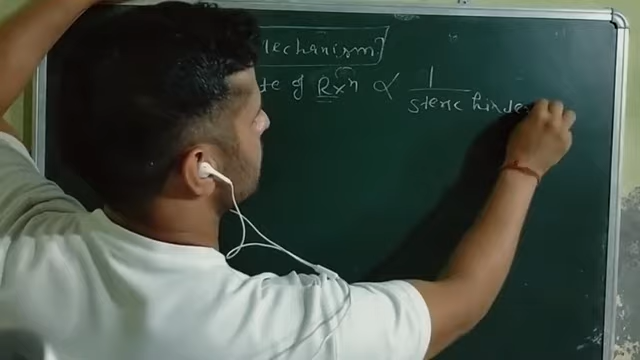 echanism]
te of Rxn ∝ 1
steric hinde